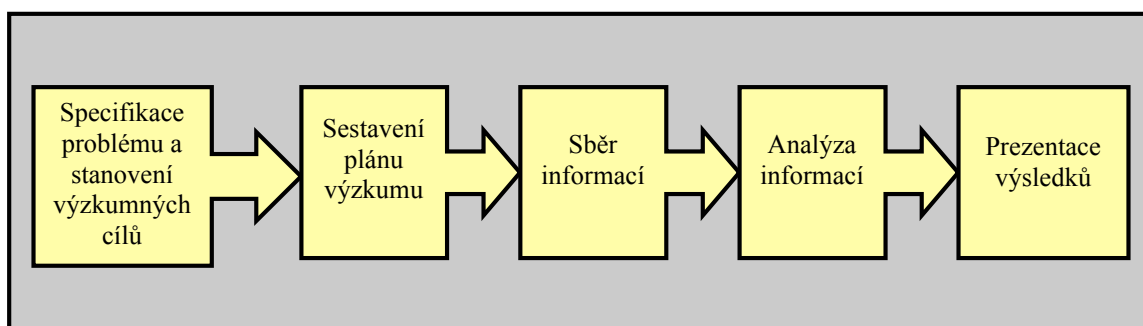 Specifikace
problému a
stanovení
výzkumných
cílů
Sestavení
plánu
výzkumu
Sběr
informací
Analýza
informací
Prezentace
výsledků